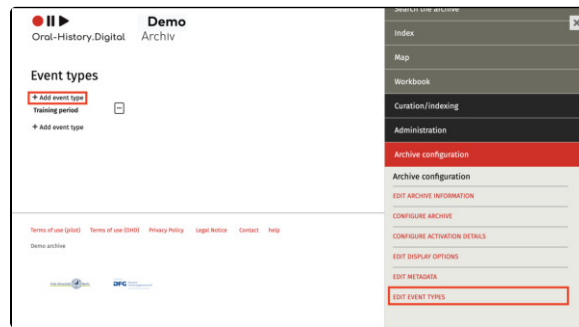 Demo
Oral-History.Digital Archiv
Event types
+ Add event type
Training period
+ Add event type
Terms of use (pilot) Terms of use (OHD) Privacy Policy Legal Notice Contact help
Demo archive
DFG
Search the archive
Index
Map
Workbook
Curation/indexing
Administration
Archive configuration
Archive configuration
EDIT ARCHIVE INFORMATION
CONFIGURE ARCHIVE
CONFIGURE ACTIVATION DETAILS
EDIT DISPLAY OPTIONS
EDIT METADATA
EDIT EVENT TYPES